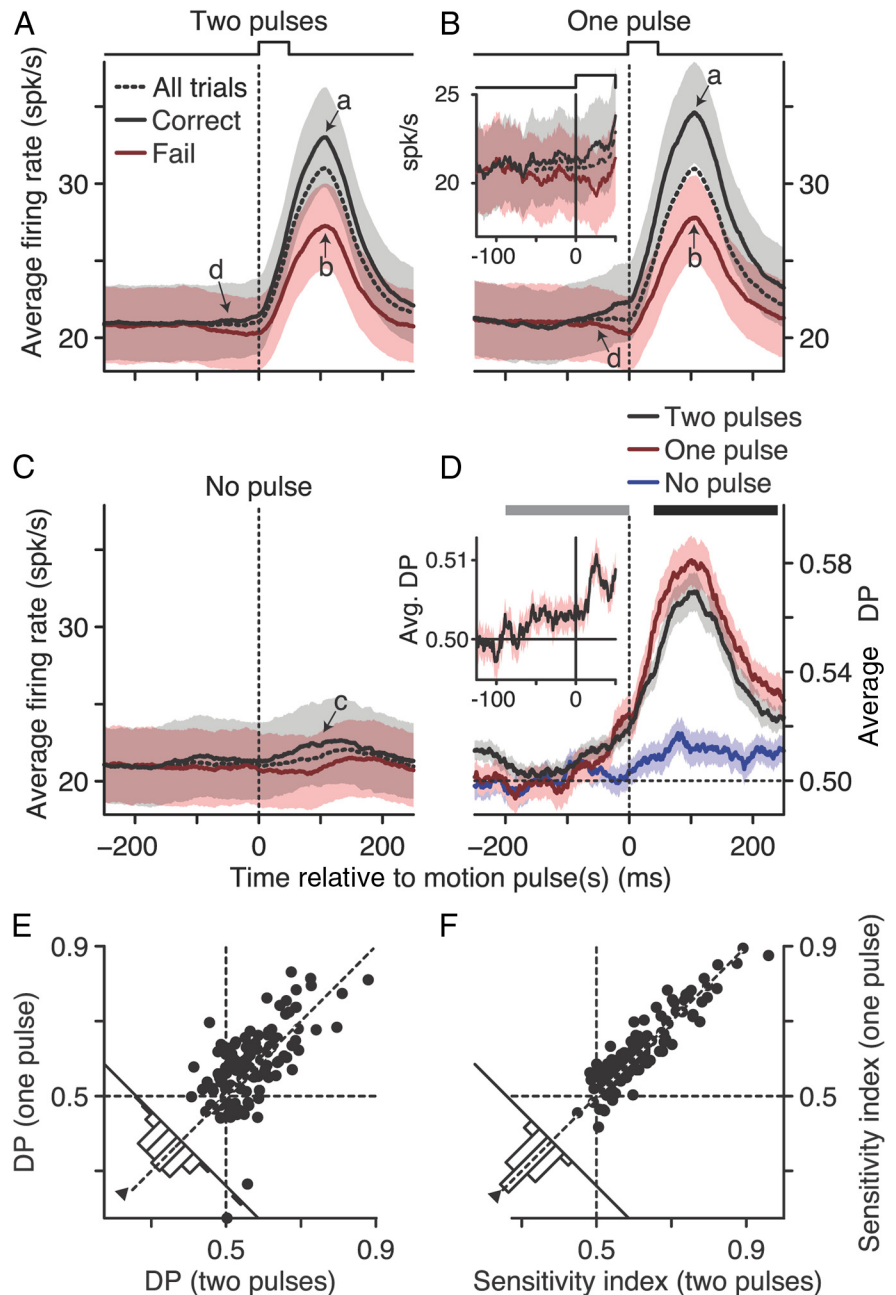 A
Two pulses
Average firing rate (spk/s)
30
20
All trials
Correct
Fail
a
b
d
B
One pulse
spk/s
25
20
-100
0
a
b
d
30
20
C
No pulse
Average firing rate (spk/s)
30
20
c
−200
0
200
D
Two pulses
One pulse
No pulse
Avg. DP
0.51
0.50
-100
0
0.58
0.54
0.50
Average DP
−200
0
200
Time relative to motion pulse(s) (ms)
E
DP (one pulse)
0.9
0.5
0.5
0.9
DP (two pulses)
F
0.9
0.5
Sensitivity index (one pulse)
0.5
0.9
Sensitivity index (two pulses)